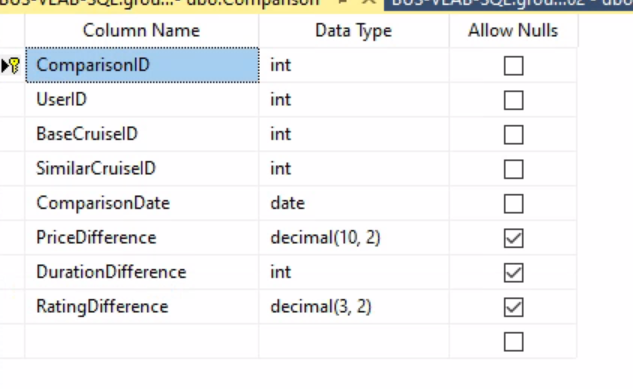 BUS-VLAB-SQL.grou...- dbo.Comparison BUS-VLAB-SQL.grou...02 - dbo
Column Name Data Type Allow Nulls
ComparisonID int
UserID int
BaseCruiseID int
SimilarCruiseID int
ComparisonDate date
PriceDifference decimal(10, 2)
DurationDifference int
RatingDifference decimal(3, 2)